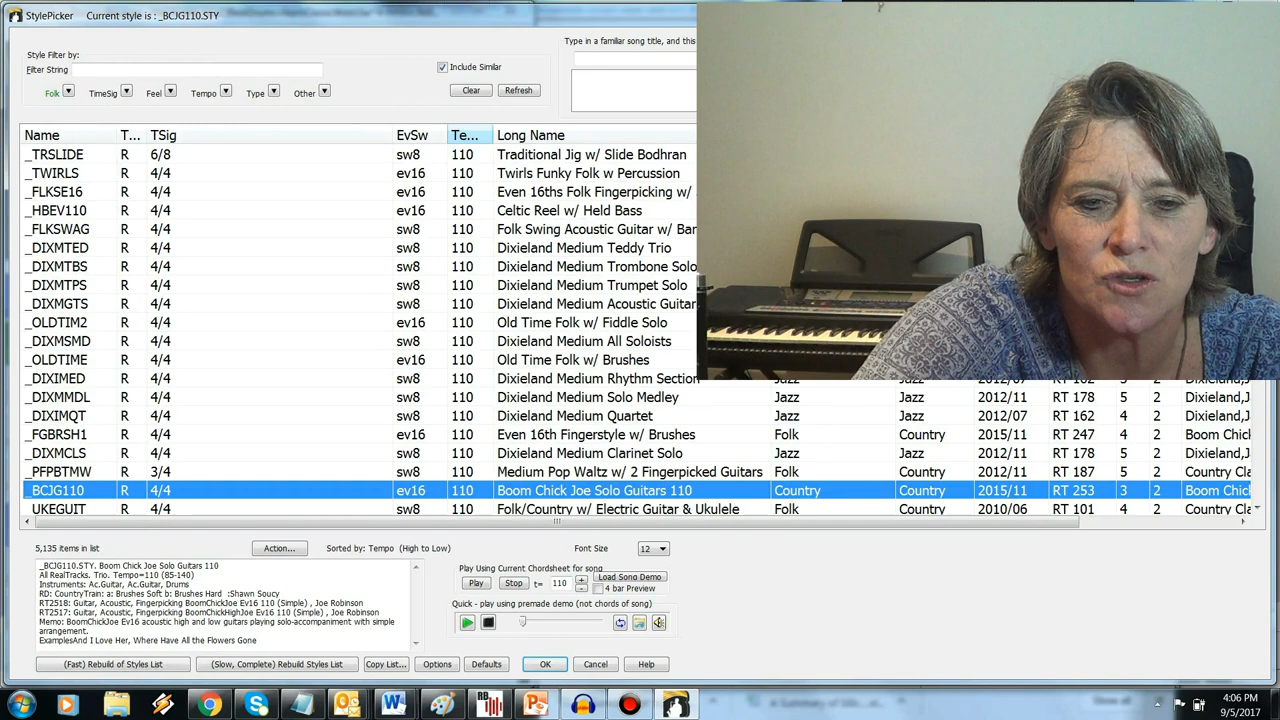 StylePicker Current style is : _BCJG110.STY
Style Filter by:
Filter String
Include Similar
Type in a familiar song title, and this
Folk TimeSig Feel Tempo Type Other Clear Refresh
Name T... TSig EvSw Te... Long Name
_TRSLIDE R 6/8 sw8 110 Traditional Jig w/ Slide Bodhran
_TWIRLS R 4/4 ev16 110 Twirls Funky Folk w Percussion
_FLKSE16 R 4/4 ev16 110 Even 16ths Folk Fingerpicking w/
_HBEV110 R 4/4 ev16 110 Celtic Reel w/ Held Bass
_FLKSWAG R 4/4 sw8 110 Folk Swing Acoustic Guitar w/ Bar
_DIXMTED R 4/4 sw8 110 Dixieland Medium Teddy Trio
_DIXMTBS R 4/4 sw8 110 Dixieland Medium Trombone Solo
_DIXMTPS R 4/4 sw8 110 Dixieland Medium Trumpet Solo
_DIXMGTS R 4/4 sw8 110 Dixieland Medium Acoustic Guitar
_OLDTIM2 R 4/4 ev16 110 Old Time Folk w/ Fiddle Solo
_DIXMSMD R 4/4 sw8 110 Dixieland Medium All Soloists
_OLDTIME R 4/4 ev16 110 Old Time Folk w/ Brushes
_DIXIMED R 4/4 sw8 110 Dixieland Medium Rhythm Section Jazz Jazz 2012/07 RT 162 5 2 Dixieland,J
_DIXMMDL R 4/4 sw8 110 Dixieland Medium Solo Medley Jazz Jazz 2012/11 RT 178 5 2 Dixieland,J
_DIXIMQT R 4/4 sw8 110 Dixieland Medium Quartet Jazz Jazz 2012/07 RT 162 4 2 Dixieland,J
_FGBRSH1 R 4/4 ev16 110 Even 16th Fingerstyle w/ Brushes Folk Country 2015/11 RT 247 4 2 Boom Chick
_DIXMCLS R 4/4 sw8 110 Dixieland Medium Clarinet Solo Jazz Jazz 2012/11 RT 178 5 2 Dixieland,J
_PFPBTMW R 3/4 sw8 110 Medium Pop Waltz w/ 2 Fingerpicked Guitars Folk Country 2012/11 RT 187 5 2 Country Cla
_BCJG110 R 4/4 ev16 110 Boom Chick Joe Solo Guitars 110 Country Country 2015/11 RT 253 3 2 Boom Chic
UKEGUIT R 4/4 sw8 110 Folk/Country w/ Electric Guitar & Ukulele Folk Country 2010/06 RT 101 4 2 Country Cla
5,135 items in list Action... Sorted by: Tempo (High to Low) Font Size 12
_BCJG110.STY. Boom Chick Joe Solo Guitars 110
All RealTracks. Trio. Tempo=110 (85-140)
Instruments: Ac.Guitar, Ac.Guitar, Drums
RD: CountryTrain: a: Brushes Soft b: Brushes Hard :Shawn Soucy
RT2518: Guitar, Acoustic, Fingerpicking BoomChickJoe Ev16 110 (Simple) , Joe Robinson
RT2517: Guitar, Acoustic, Fingerpicking BoomChickHighJoe Ev16 110 (Simple) , Joe Robinson
Memo: BoomChickJoe Ev16 acoustic high and low guitars playing solo-accompaniment with simple
arrangement.
ExamplesAnd I Love Her, Where Have All the Flowers Gone
Play Using Current Chordsheet for song
Play Stop t= 110 + - Load Song Demo
4 bar Preview
Quick - play using premade demo (not chords of song)
(Fast) Rebuild of Styles List (Slow, Complete) Rebuild Styles List Copy List... Options Defaults OK Cancel Help
RB
4:06 PM
9/5/2017